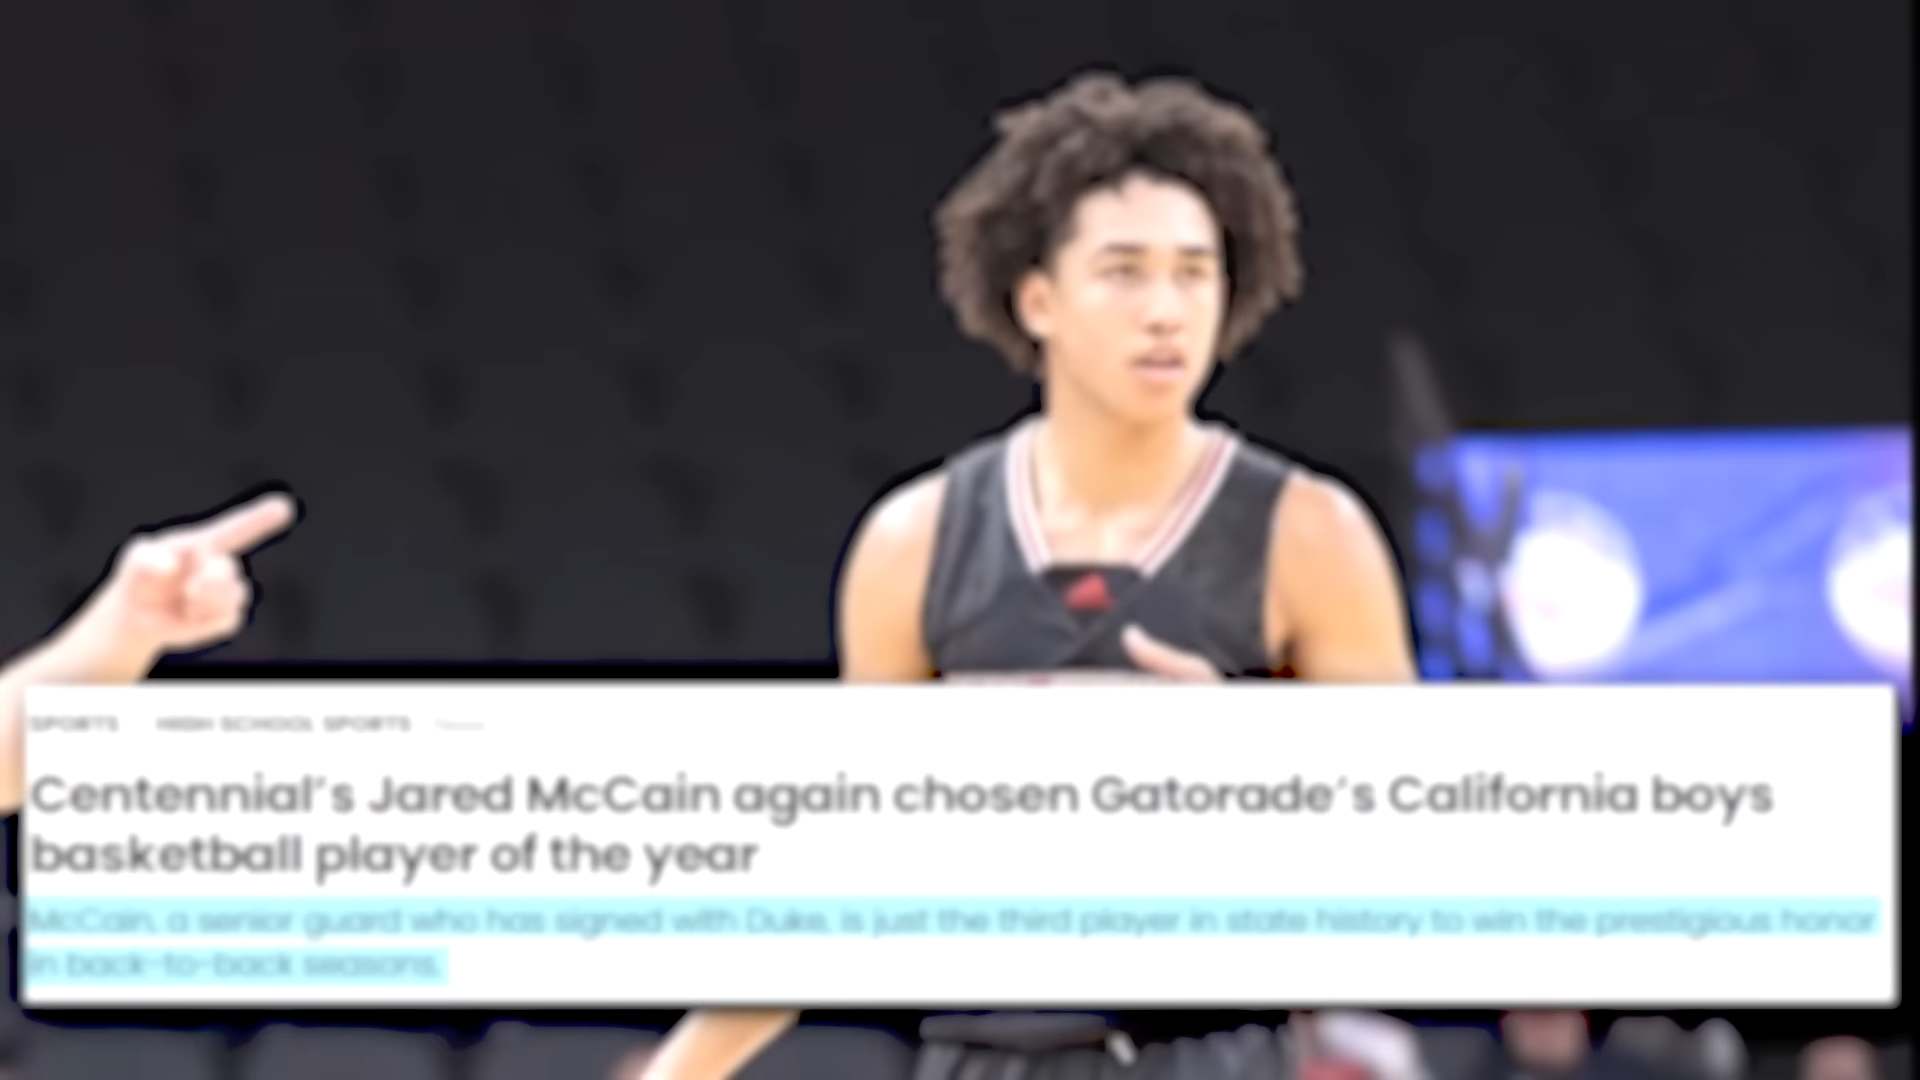 SPORTS HIGH SCHOOL SPORTS
Centennial's Jared McCain again chosen Gatorade's California boys
basketball player of the year
McCain, a senior guard who has signed with Duke, is just the third player in state history to win the prestigious honor
in back-to-back seasons.